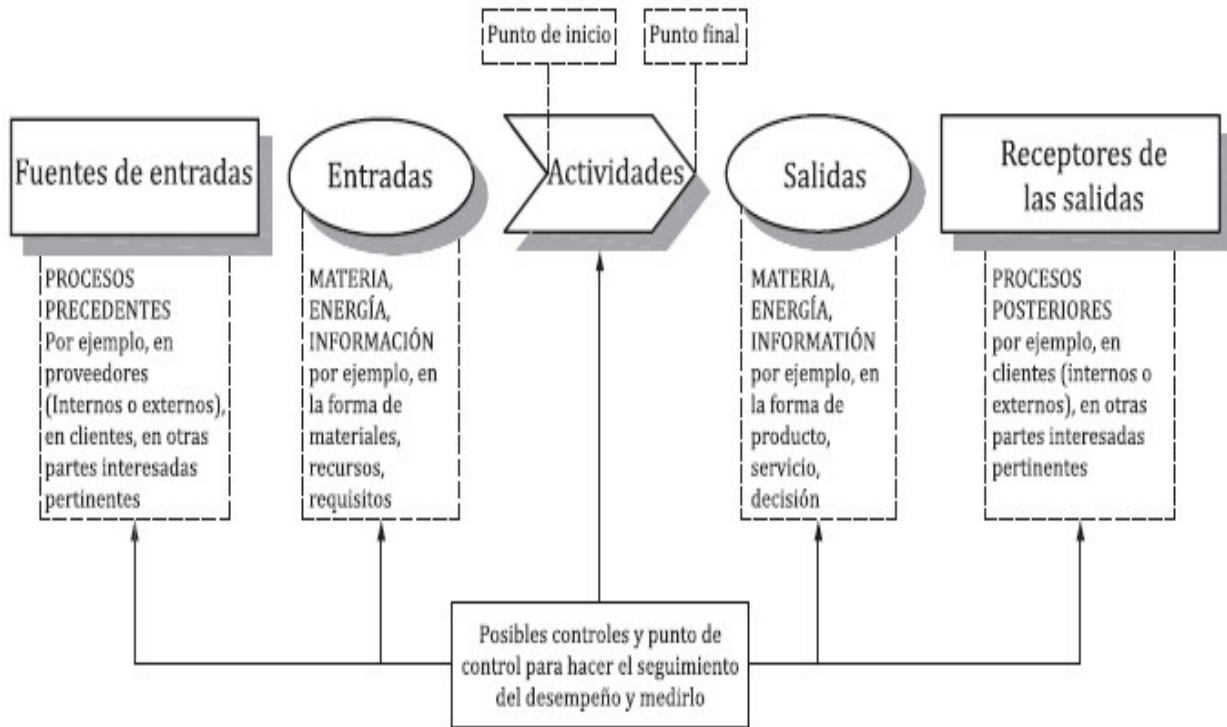 Punto de inicio
Punto final
Fuentes de entradas
Entradas
Actividades
Salidas
Receptores de
las salidas
PROCESOS
PRECEDENTES
Por ejemplo, en
proveedores
(Internos o externos),
en clientes, en otras
partes interesadas
pertinentes
MATERIA,
ENERGÍA,
INFORMACIÓN
por ejemplo, en
la forma de
materiales,
recursos,
requisitos
MATERIA,
ENERGÍA,
INFORMATIÓN
por ejemplo, en
la forma de
producto,
servicio,
decisión
PROCESOS
POSTERIORES
por ejemplo, en
clientes (internos o
externos), en otras
partes interesadas
pertinentes
Posibles controles y punto de
control para hacer el seguimiento
del desempeño y medirlo